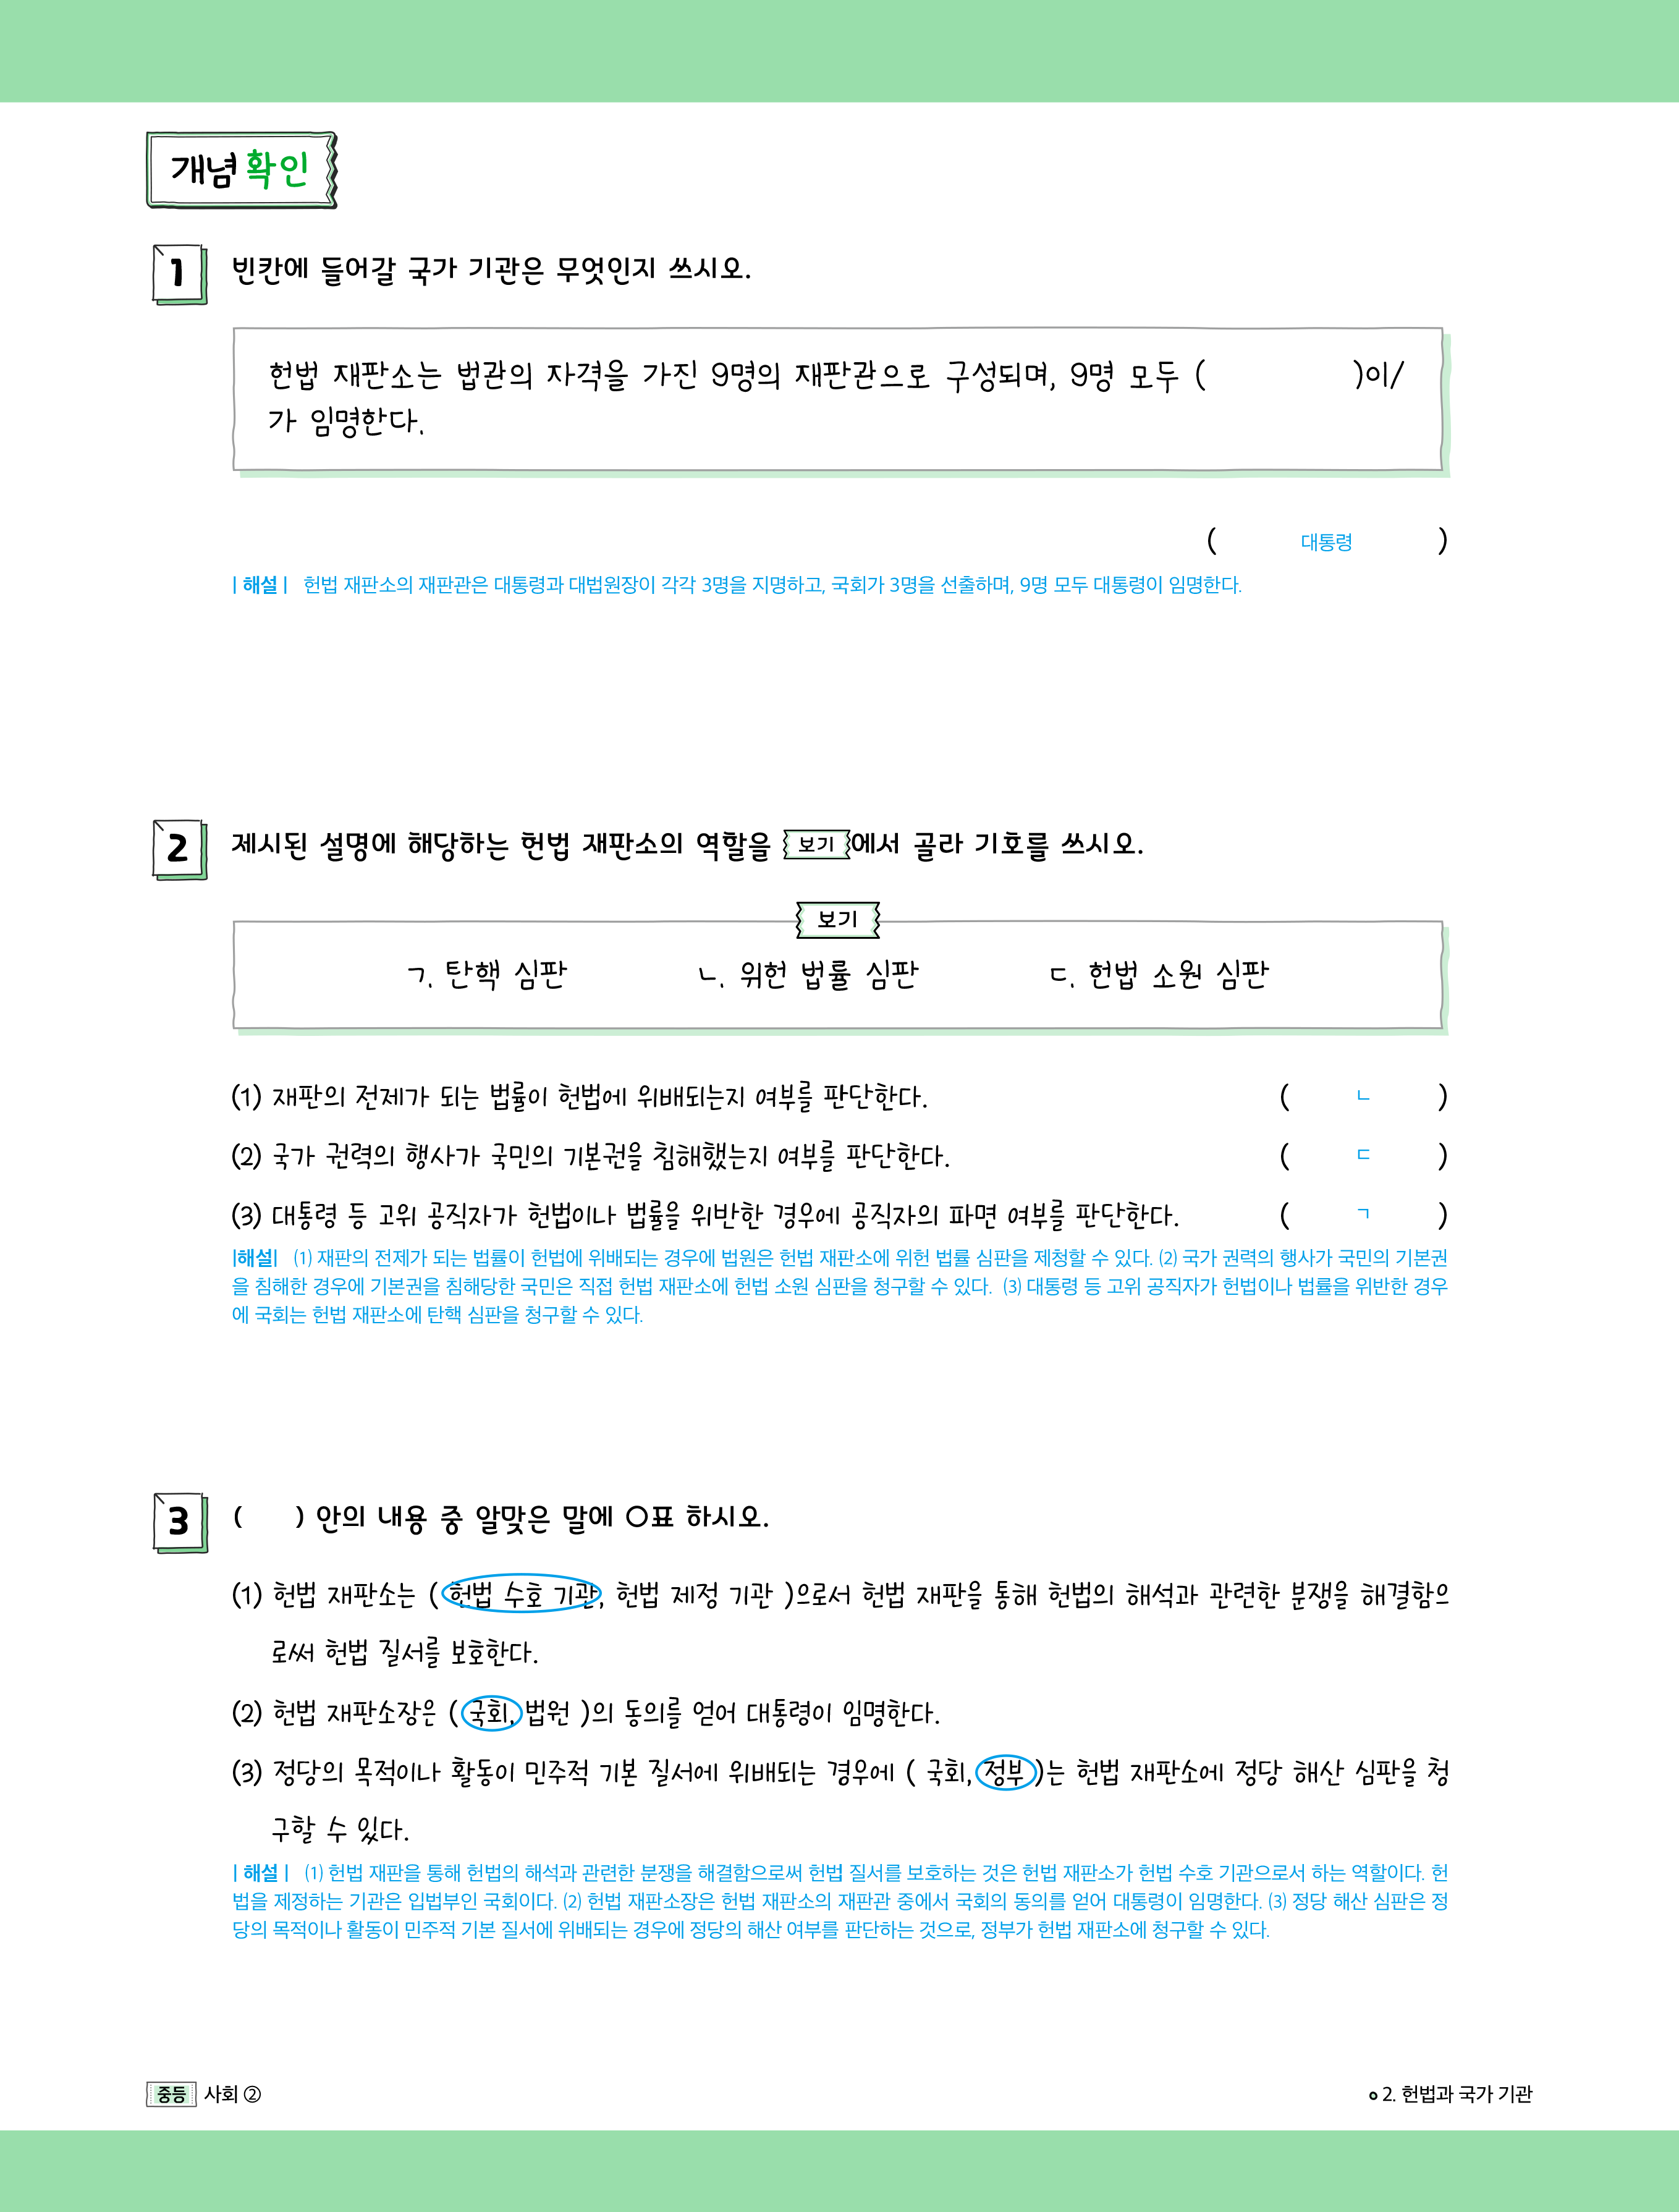 개념 확인
1 빈칸에 들어갈 국가 기관은 무엇인지 쓰시오.
헌법 재판소는 법관의 자격을 가진 9명의 재판관으로 구성되며, 9명 모두 ( )이/
가 임명한다.
( 대통령 )
| 해설 | 헌법 재판소의 재판관은 대통령과 대법원장이 각각 3명을 지명하고, 국회가 3명을 선출하며, 9명 모두 대통령이 임명한다.
2 제시된 설명에 해당하는 헌법 재판소의 역할을 보기에서 골라 기호를 쓰시오.
보기
ㄱ. 탄핵 심판 ㄴ. 위헌 법률 심판 ㄷ. 헌법 소원 심판
(1) 재판의 전제가 되는 법률이 헌법에 위배되는지 여부를 판단한다. ( ㄴ )
(2) 국가 권력의 행사가 국민의 기본권을 침해했는지 여부를 판단한다. ( ㄷ )
(3) 대통령 등 고위 공직자가 헌법이나 법률을 위반한 경우에 공직자의 파면 여부를 판단한다. ( ㄱ )
|해설| (1) 재판의 전제가 되는 법률이 헌법에 위배되는 경우에 법원은 헌법 재판소에 위헌 법률 심판을 제청할 수 있다. (2) 국가 권력의 행사가 국민의 기본권
을 침해한 경우에 기본권을 침해당한 국민은 직접 헌법 재판소에 헌법 소원 심판을 청구할 수 있다. (3) 대통령 등 고위 공직자가 헌법이나 법률을 위반한 경우
에 국회는 헌법 재판소에 탄핵 심판을 청구할 수 있다.
3 ( ) 안의 내용 중 알맞은 말에 ○표 하시오.
(1) 헌법 재판소는 ( 헌법 수호 기관, 헌법 제정 기관 )으로서 헌법 재판을 통해 헌법의 해석과 관련한 분쟁을 해결함으
로써 헌법 질서를 보호한다.
(2) 헌법 재판소장은 ( 국회, 법원 )의 동의를 얻어 대통령이 임명한다.
(3) 정당의 목적이나 활동이 민주적 기본 질서에 위배되는 경우에 ( 국회, 정부 )는 헌법 재판소에 정당 해산 심판을 청
구할 수 있다.
| 해설 | (1) 헌법 재판을 통해 헌법의 해석과 관련한 분쟁을 해결함으로써 헌법 질서를 보호하는 것은 헌법 재판소가 헌법 수호 기관으로서 하는 역할이다. 헌
법을 제정하는 기관은 입법부인 국회이다. (2) 헌법 재판소장은 헌법 재판소의 재판관 중에서 국회의 동의를 얻어 대통령이 임명한다. (3) 정당 해산 심판은 정
당의 목적이나 활동이 민주적 기본 질서에 위배되는 경우에 정당의 해산 여부를 판단하는 것으로, 정부가 헌법 재판소에 청구할 수 있다.
중등 사회 ②
2. 헌법과 국가 기관